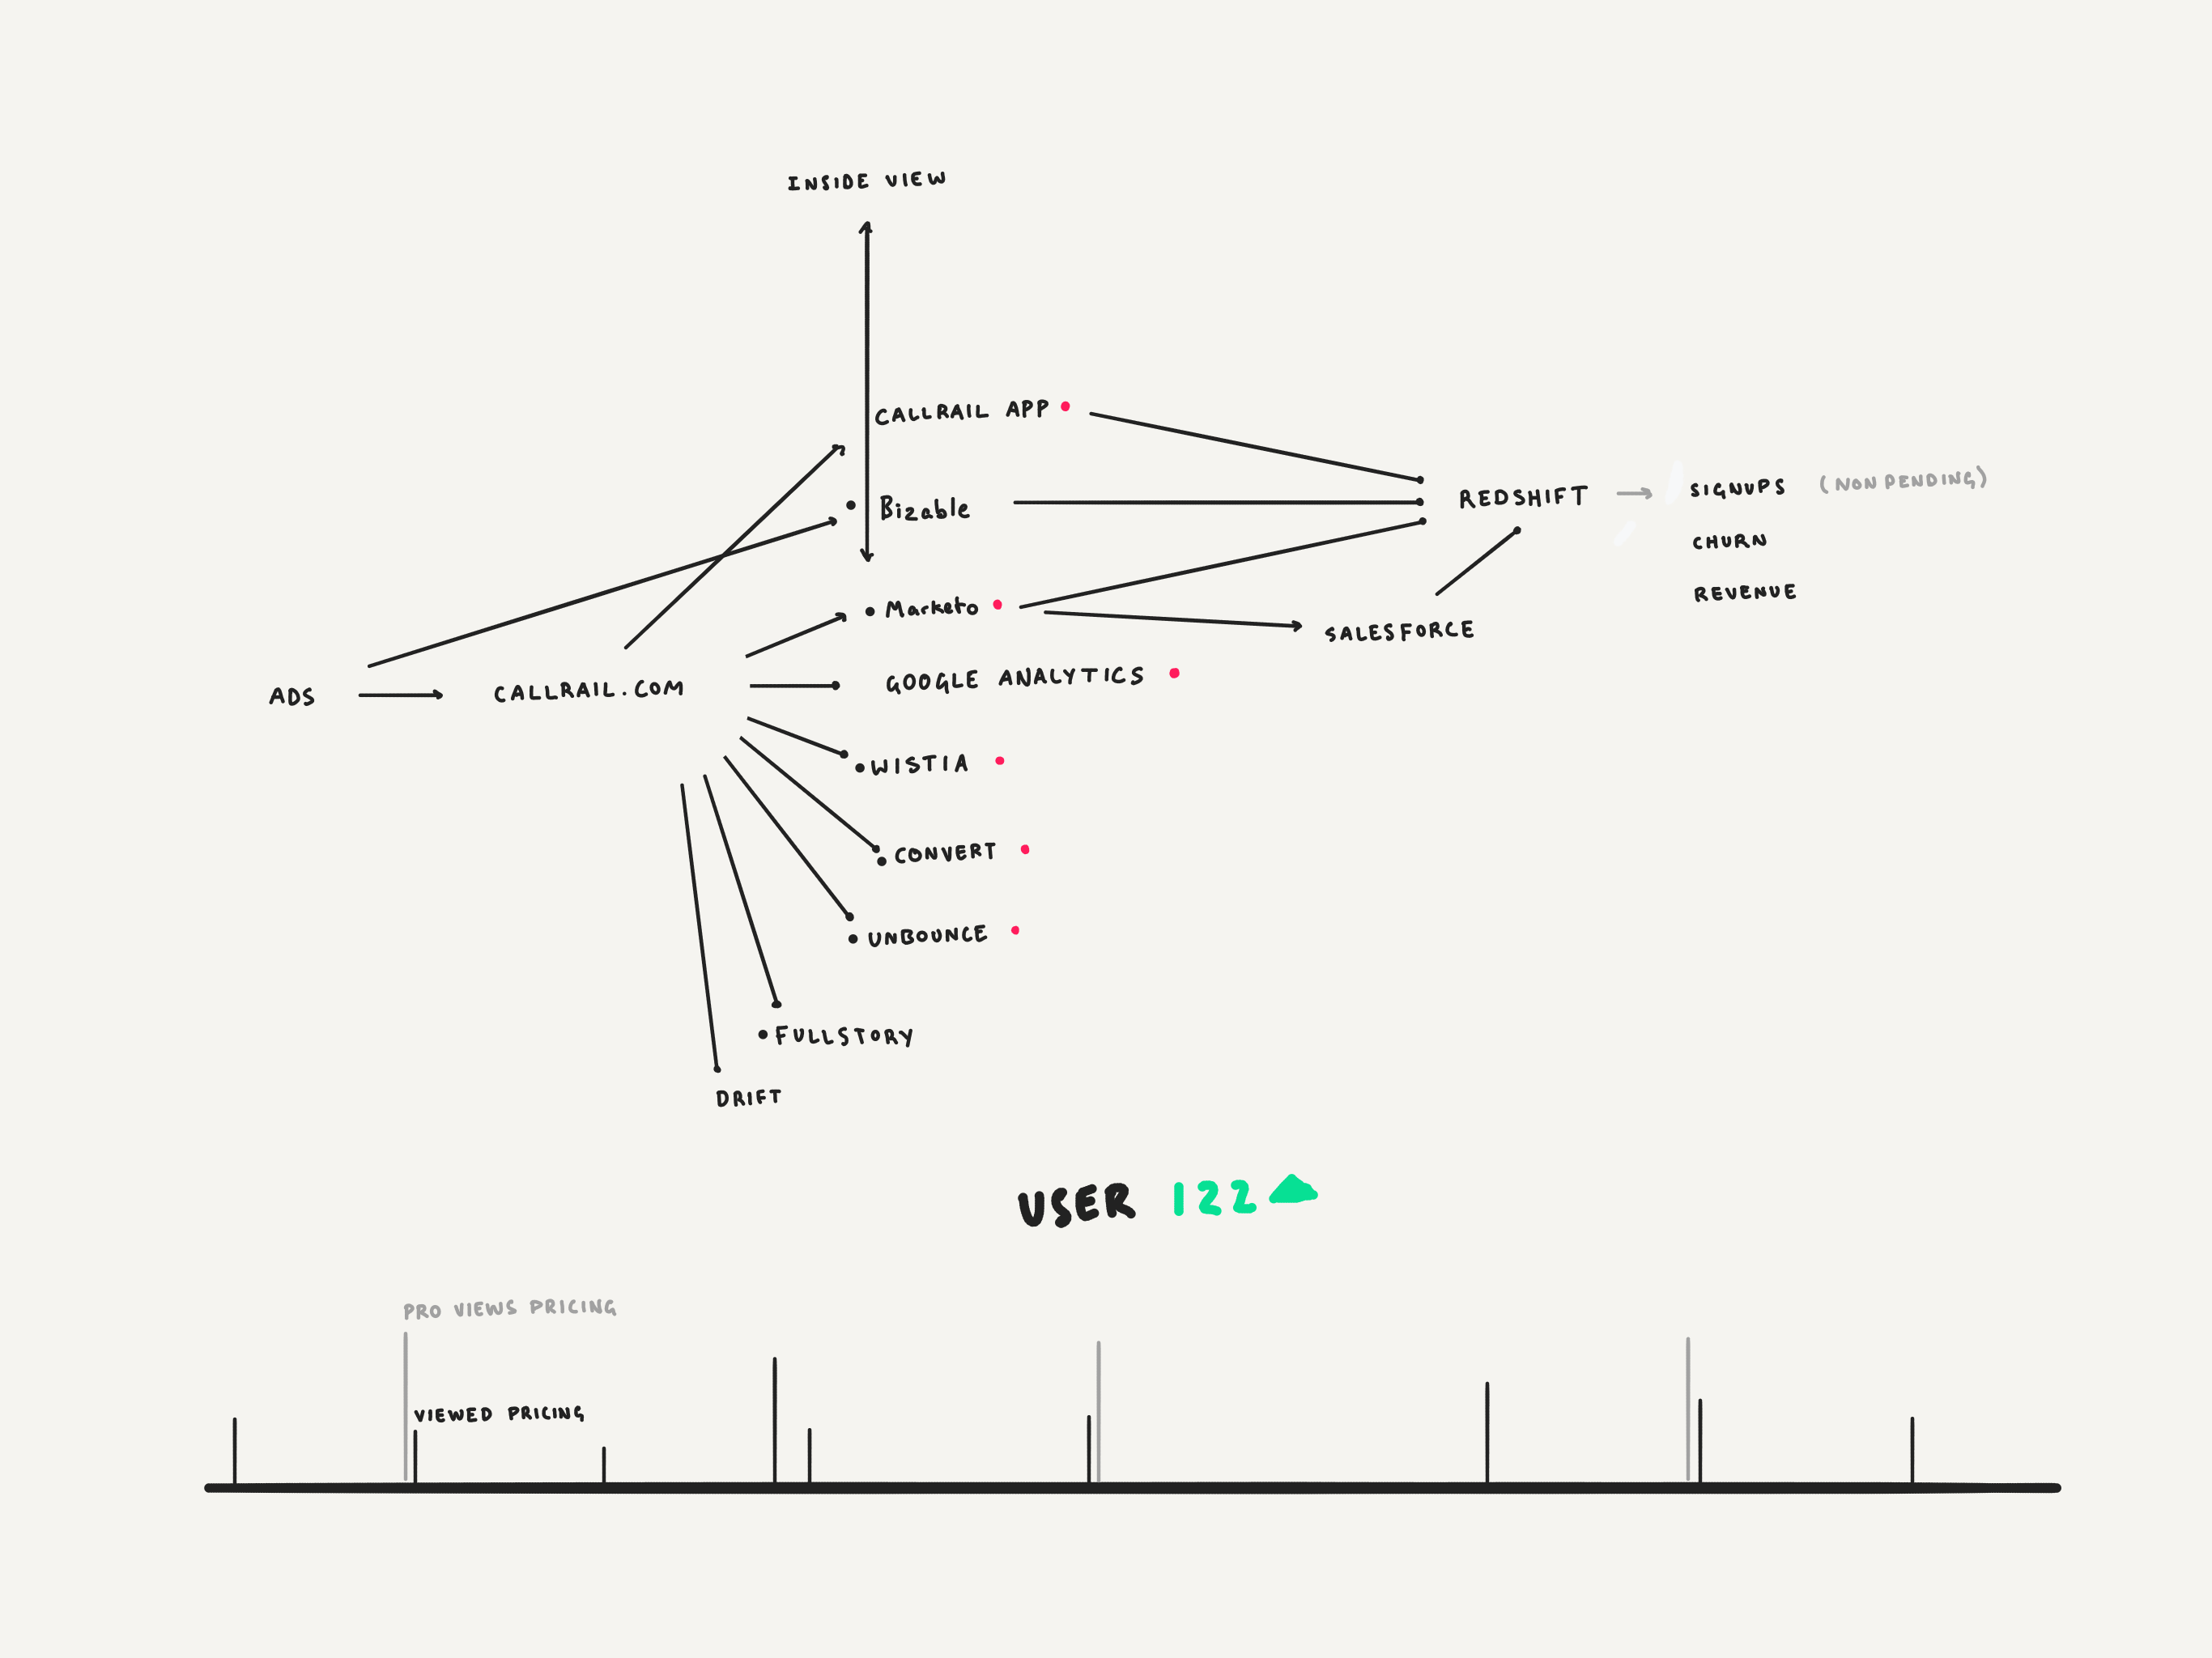 INSIDE VIEW
CALLRAIL APP
Bizable
REDSHIFT
SIGNUPS (NON PENDING)
CHURN
REVENUE
Marketo
SALESFORCE
ADS
CALLRAIL.COM
GOOGLE ANALYTICS
WISTIA
CONVERT
UNBOUNCE
FULLSTORY
DRIFT
USER 122
PRO VIEWS PRICING
VIEWED PRICING